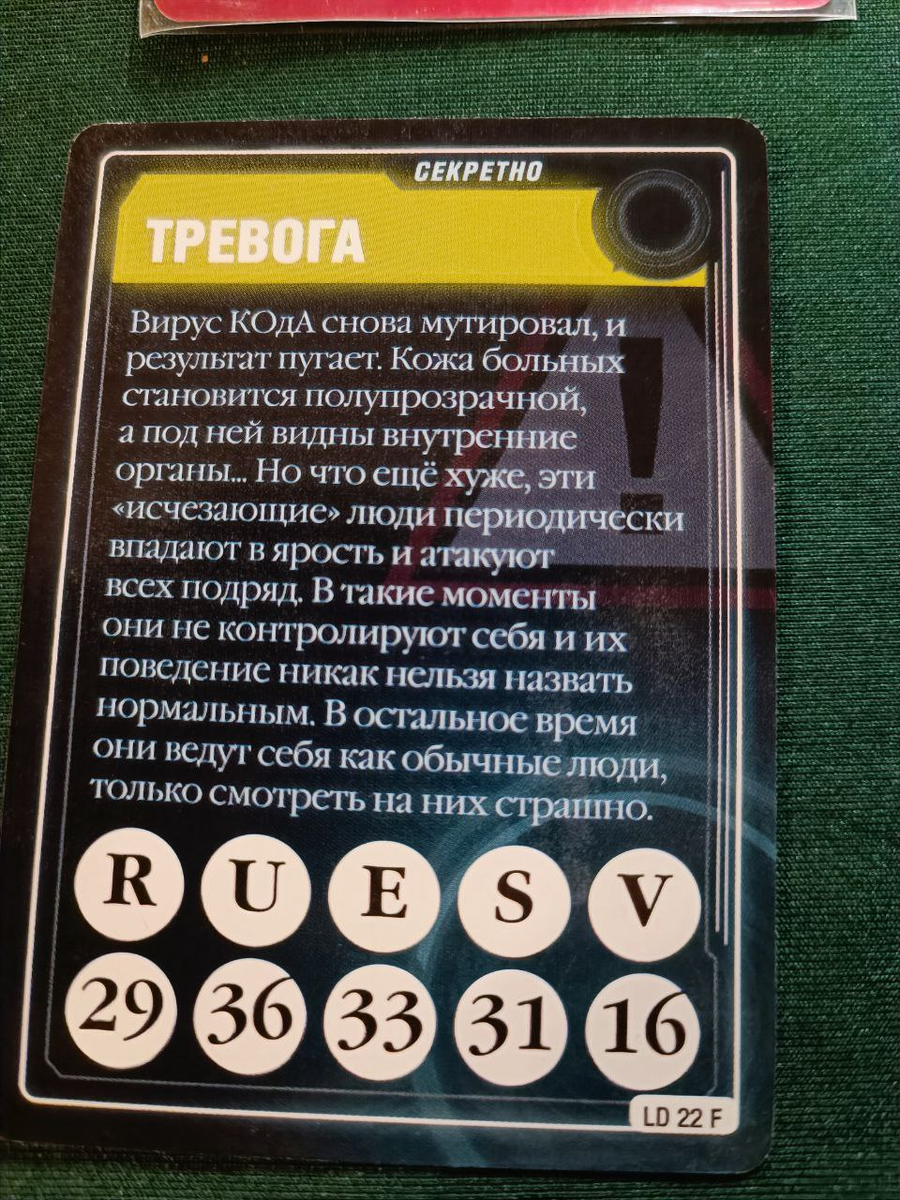 СЕКРЕТНО
ТРЕВОГА
Вирус КОдА снова мутировал, и
результат пугает. Кожа больных
становится полупрозрачной,
а под ней видны внутренние
органы... Но что ещё хуже, эти
«исчезающие» люди периодически
впадают в ярость и атакуют
всех подряд. В такие моменты
они не контролируют себя и их
поведение никак нельзя назвать
нормальным. В остальное время
они ведут себя как обычные люди,
только смотреть на них страшно.
R U E S V
29 36 33 31 16
LD 22 F